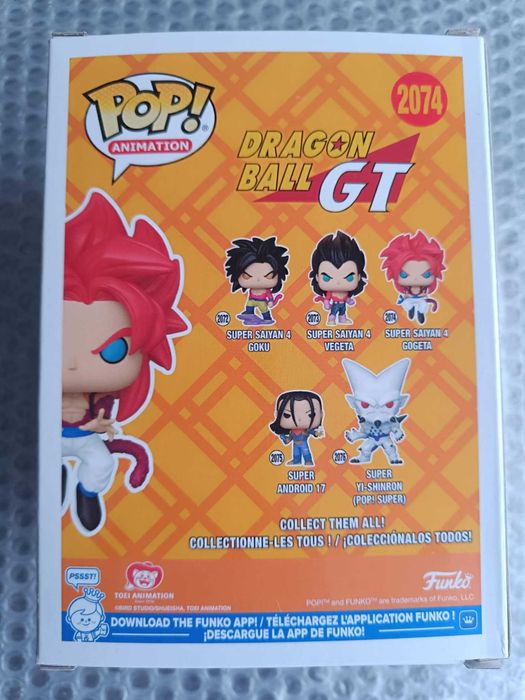 POP!
ANIMATION
2074
DRAGON
BALL GT
2072
SUPER SAIYAN 4
GOKU
2073
SUPER SAIYAN 4
VEGETA
2074
SUPER SAIYAN 4
GOGETA
2075
SUPER
ANDROID 17
2076
SUPER
YI-SHINRON
(POP! SUPER)
COLLECT THEM ALL!
COLLECTIONNE-LES TOUS ! / ¡COLECCIÓNALOS TODOS!
PSSST!
TOEI ANIMATION
©BIRD STUDIO/SHUEISHA, TOEI ANIMATION
Funko
POP!™ and FUNKO™ are trademarks of Funko, LLC
DOWNLOAD THE FUNKO APP! / TÉLÉCHARGEZ L'APPLICATION FUNKO !
¡DESCARGUE LA APP DE FUNKO!